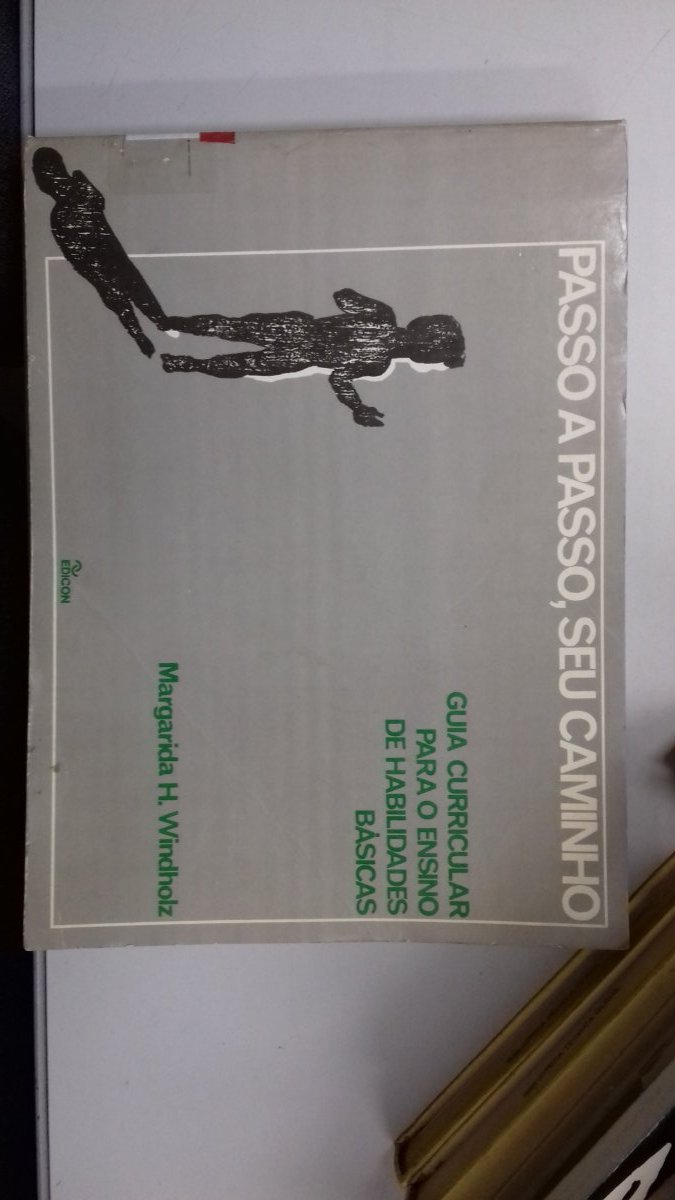 PASSO A PASSO, SEU CAMINHO
GUIA CURRICULAR
PARA O ENSINO
DE HABILIDADES
BÁSICAS
Margarida H. Windholz
EDICON